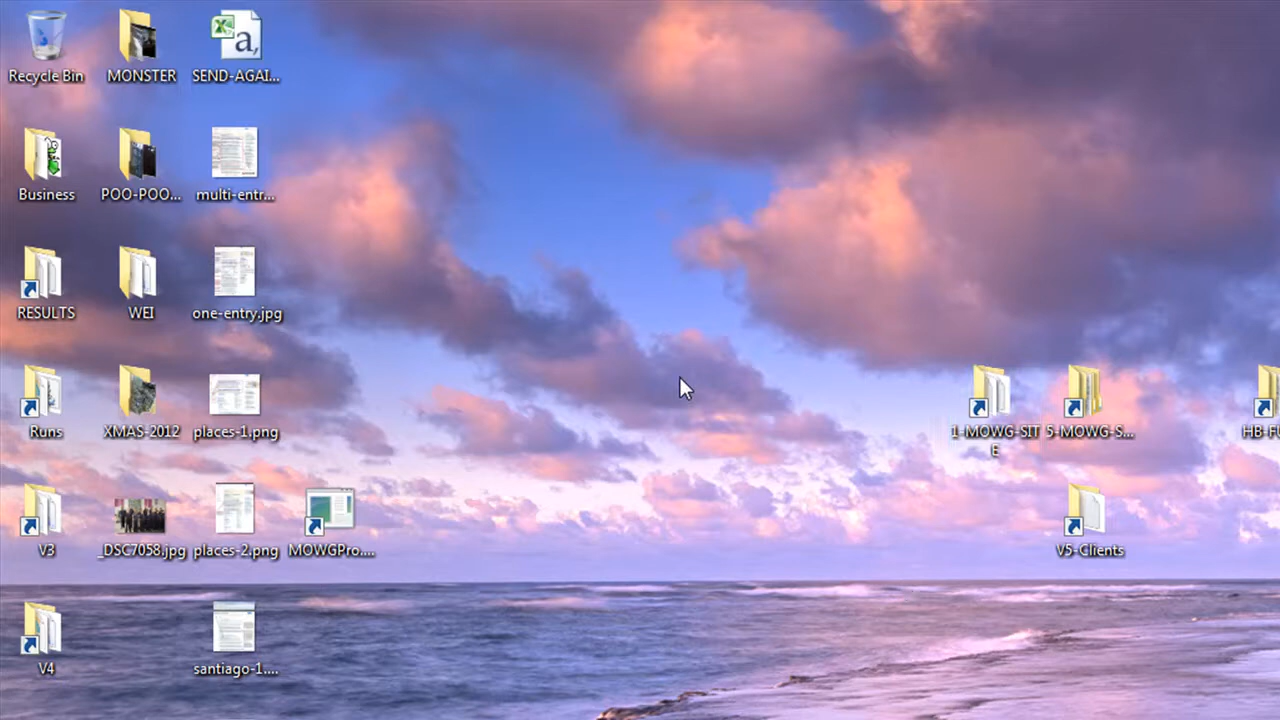 Recycle Bin
MONSTER
SEND-AGAI...
Business
POO-POO...
multi-entr...
RESULTS
WEI
one-entry.jpg
Runs
XMAS-2012
places-1.png
1-MOWG-SIT
E
5-MOWG-S...
HB-FU
V3
_DSC7058.jpg
places-2.png
MOWGPro....
V5-Clients
V4
santiago-1....